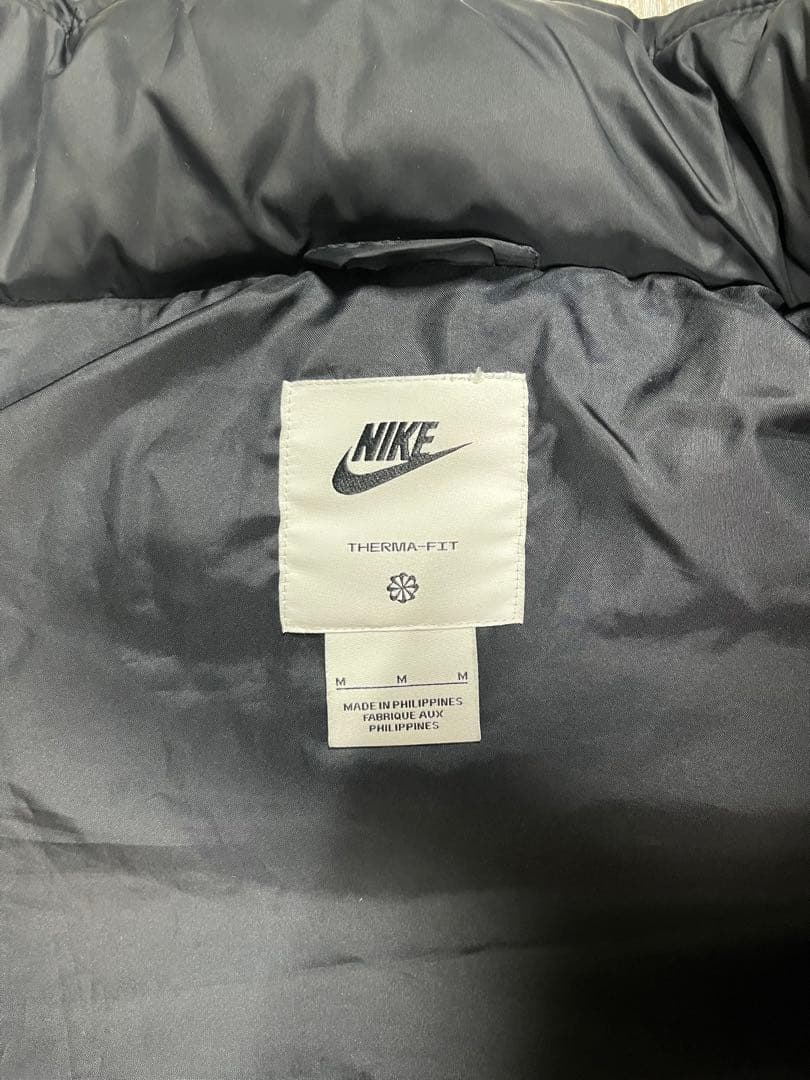 NIKE
THERMA-FIT
M M M
MADE IN PHILIPPINES
FABRIQUE AUX
PHILIPPINES